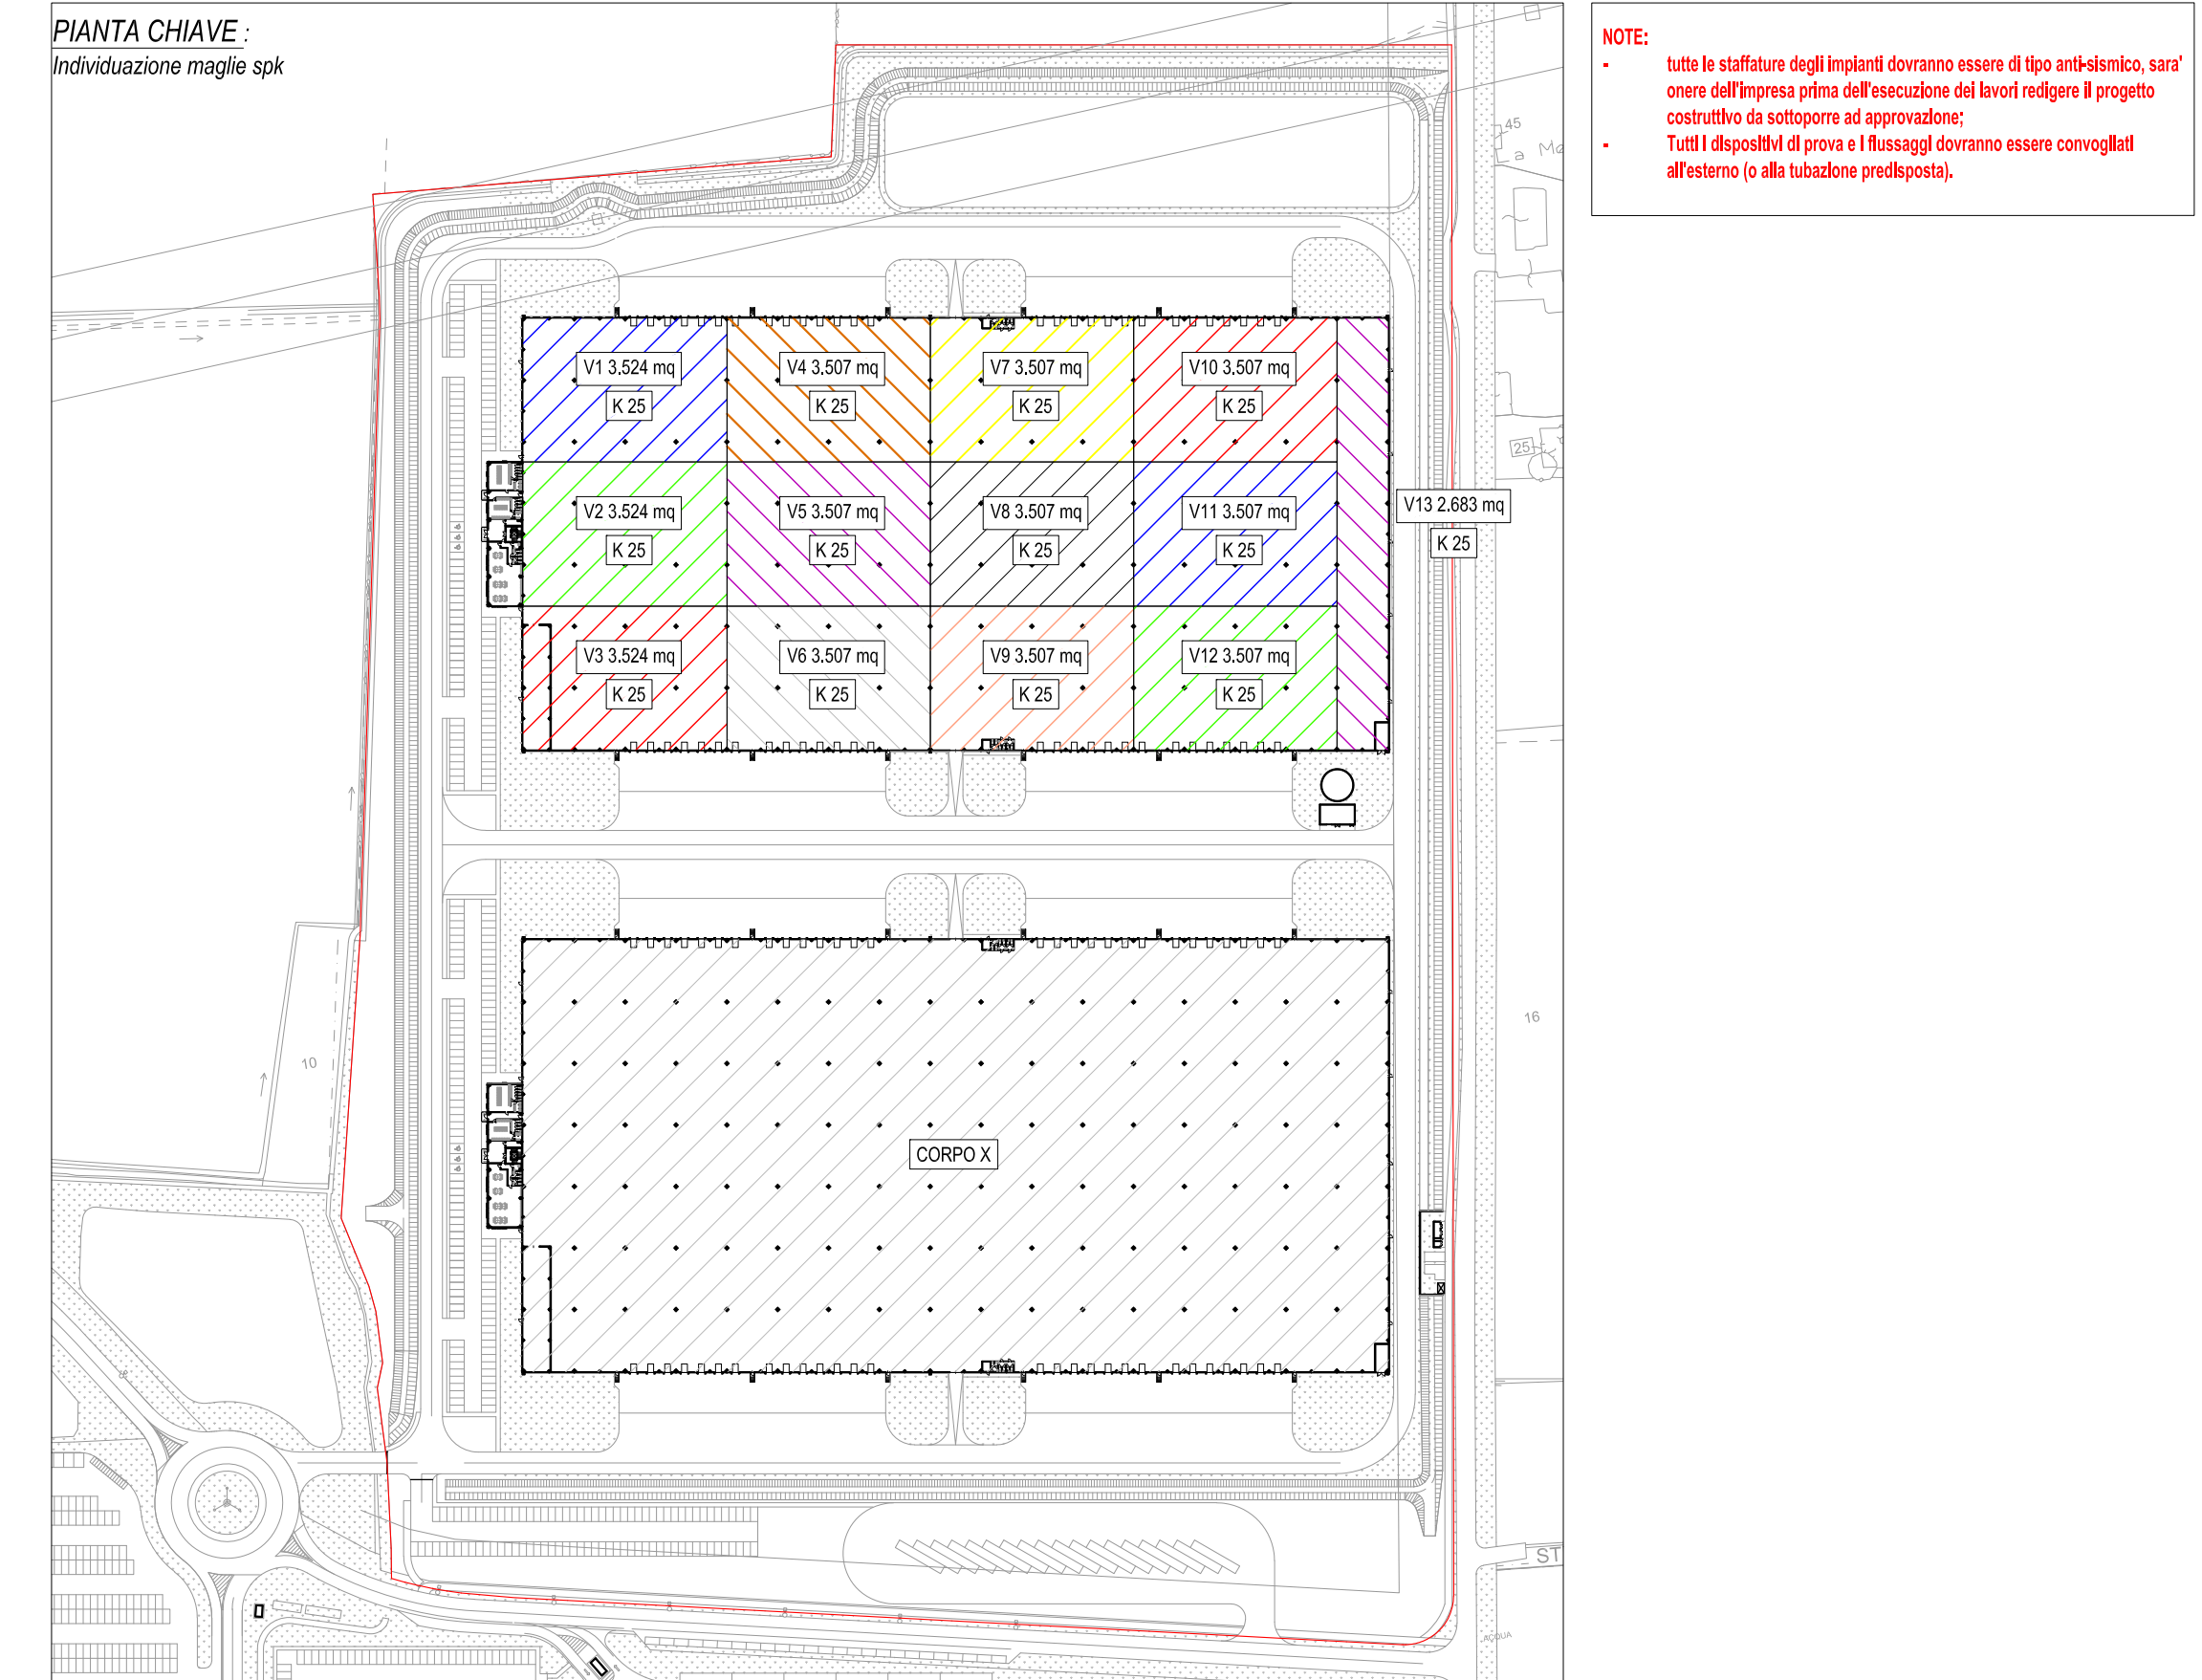 PIANTA CHIAVE :
Individuazione maglie spk
NOTE:
- tutte le staffature degli impianti dovranno essere di tipo anti-sismico, sara'
onere dell'impresa prima dell'esecuzione dei lavori redigere il progetto
costruttivo da sottoporre ad approvazione;
- Tutti i dispositivi di prova e i flussaggi dovranno essere convogliati
all'esterno (o alla tubazione predisposta).
45
La Me
V1 3.524 mq
K 25
V4 3.507 mq
K 25
V7 3.507 mq
K 25
V10 3.507 mq
K 25
25
V2 3.524 mq
K 25
V5 3.507 mq
K 25
V8 3.507 mq
K 25
V11 3.507 mq
K 25
V13 2.683 mq
K 25
V3 3.524 mq
K 25
V6 3.507 mq
K 25
V9 3.507 mq
K 25
V12 3.507 mq
K 25
16
10
CORPO X
ST
ACQUA